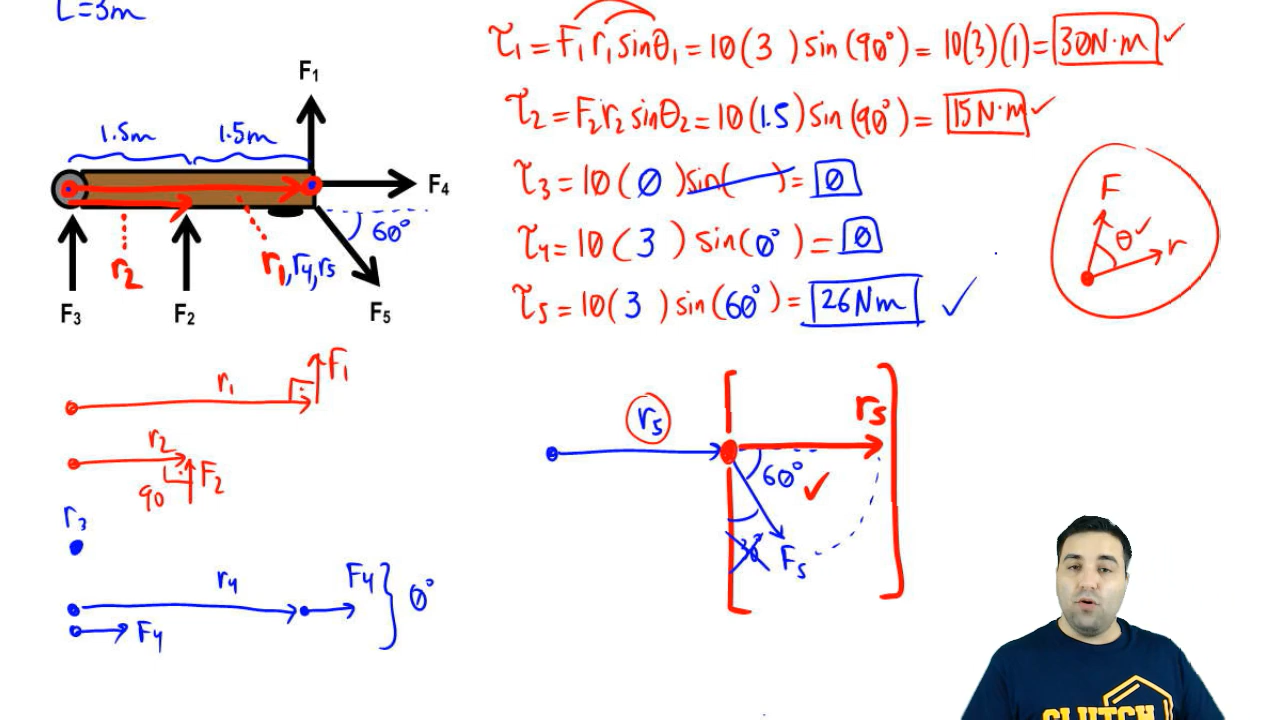 L=3m
τ₁ = F₁ r₁ sinθ₁ = 10(3 ) sin(90°) = 10(3)(1) = 30N·m ✓
τ₂ = F₂ r₂ sinθ₂ = 10(1.5) sin(90°) = 15N·m ✓
τ₃ = 10(0 ) sin( ) = 0
τ₄ = 10(3 ) sin(0°) = 0
τ₅ = 10(3 ) sin(60°) = 26Nm ✓
F₁
1.5m 1.5m
F₄
60°
r₂
r₁,r₄,r₅
F₃ F₂ F₅
F
θ ✓
r
r₁ F₁
r₂ F₂
90
r₃
r₄ F₄
0°
F₄
r₅ r₅
60° ✓
30°
F₅
CLUTCH